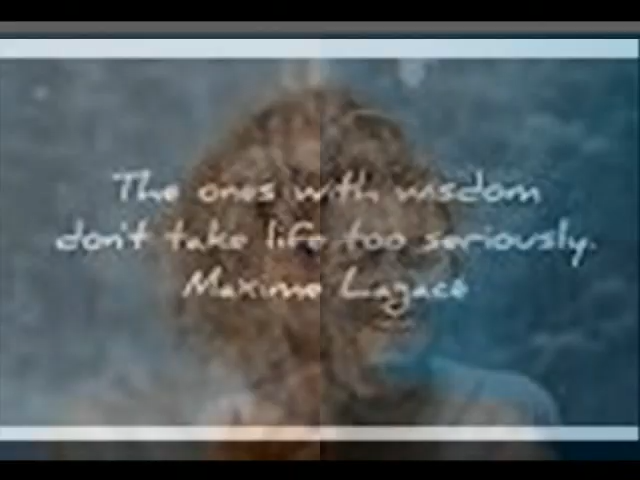 The ones with wisdom
don't take life too seriously.
Maxime Lagacé